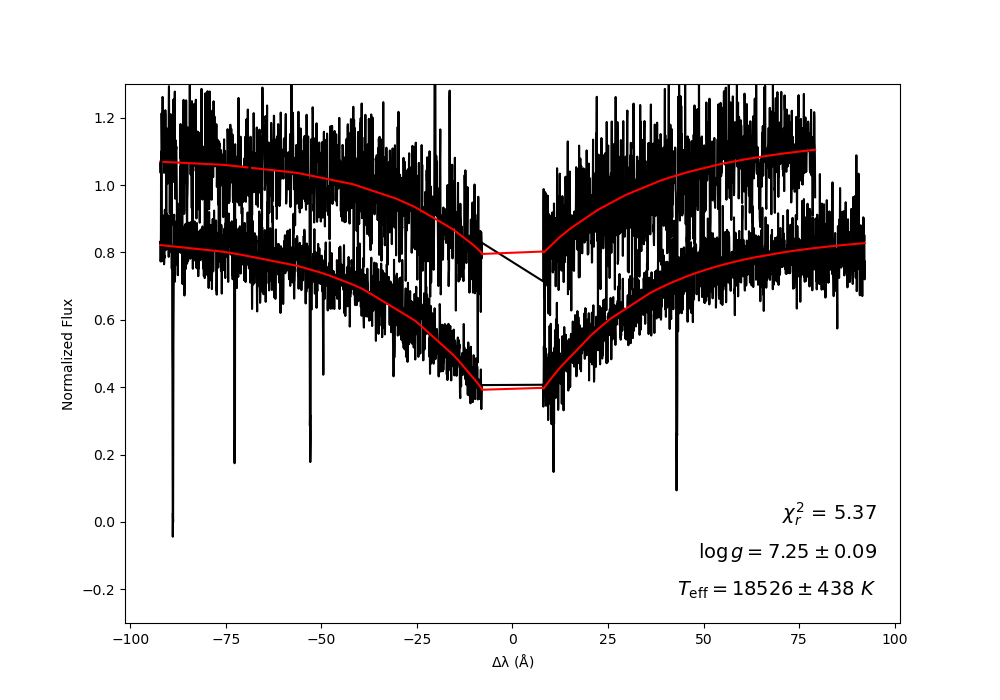 1.2
1.0
0.8
0.6
0.4
0.2
0.0
−0.2
Normalized Flux
χ²ᵣ = 5.37
log g = 7.25 ± 0.09
T_eff = 18526 ± 438 K
−100 −75 −50 −25 0 25 50 75 100
Δλ (Å)